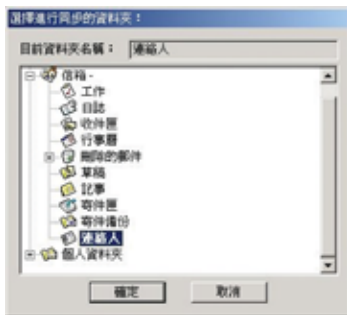 選擇進行同步的資料夾：
目前資料夾名稱： 連絡人
信箱 -
工作
日誌
收件匣
行事曆
刪除的郵件
草稿
記事
寄件匣
寄件備份
連絡人
個人資料夾
確定 取消